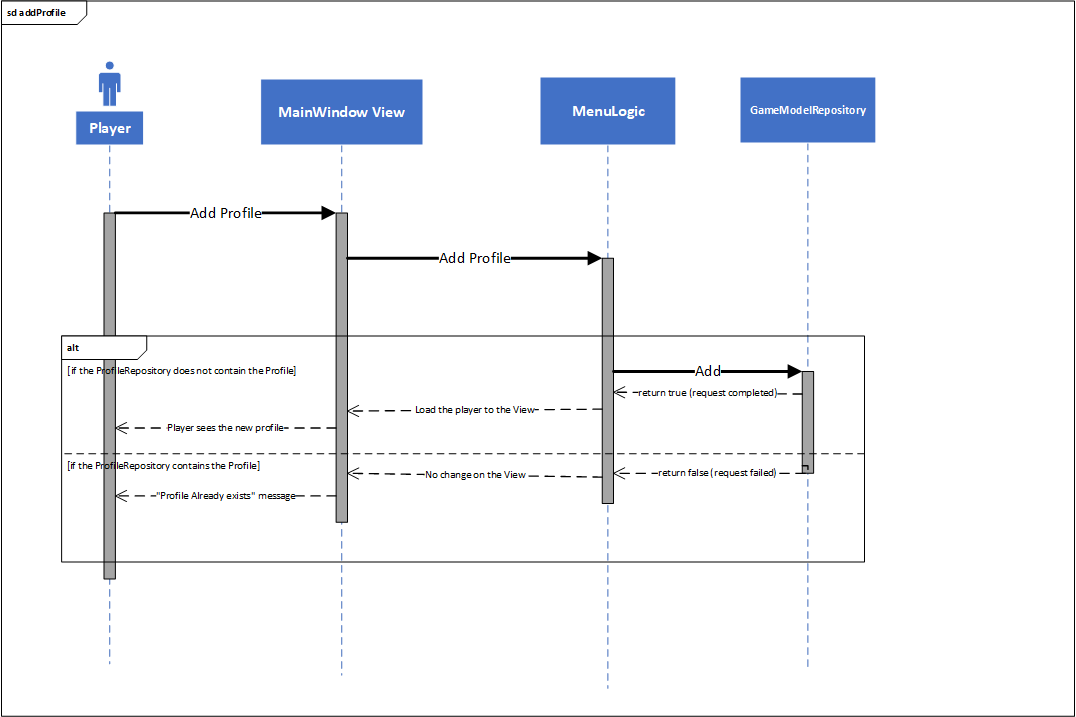 sd addProfile
Player
MainWindow View
MenuLogic
GameModelRepository
Add Profile
Add Profile
alt
[if the ProfileRepository does not contain the Profile]
Add
return true (request completed)
Load the player to the View
Player sees the new profile
[if the ProfileRepository contains the Profile]
return false (request failed)
No change on the View
"Profile Already exists" message